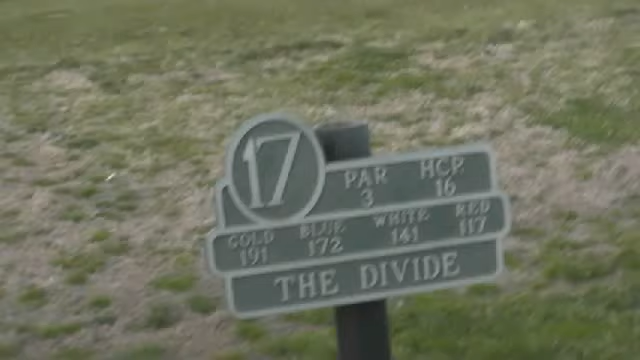 17 PAR HCP.
3 16
GOLD BLUE WHITE RED
191 172 141 117
THE DIVIDE